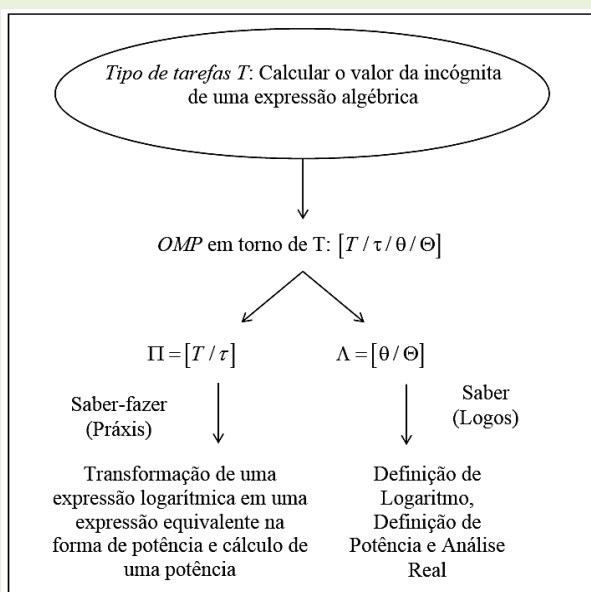 Tipo de tarefas T: Calcular o valor da incógnita
de uma expressão algébrica
OMP em torno de T: [T / τ / θ / Θ]
Π = [T / τ]
Λ = [θ / Θ]
Saber-fazer
(Práxis)
Saber
(Logos)
Transformação de uma
expressão logarítmica em uma
expressão equivalente na
forma de potência e cálculo de
uma potência
Definição de
Logaritmo,
Definição de
Potência e Análise
Real